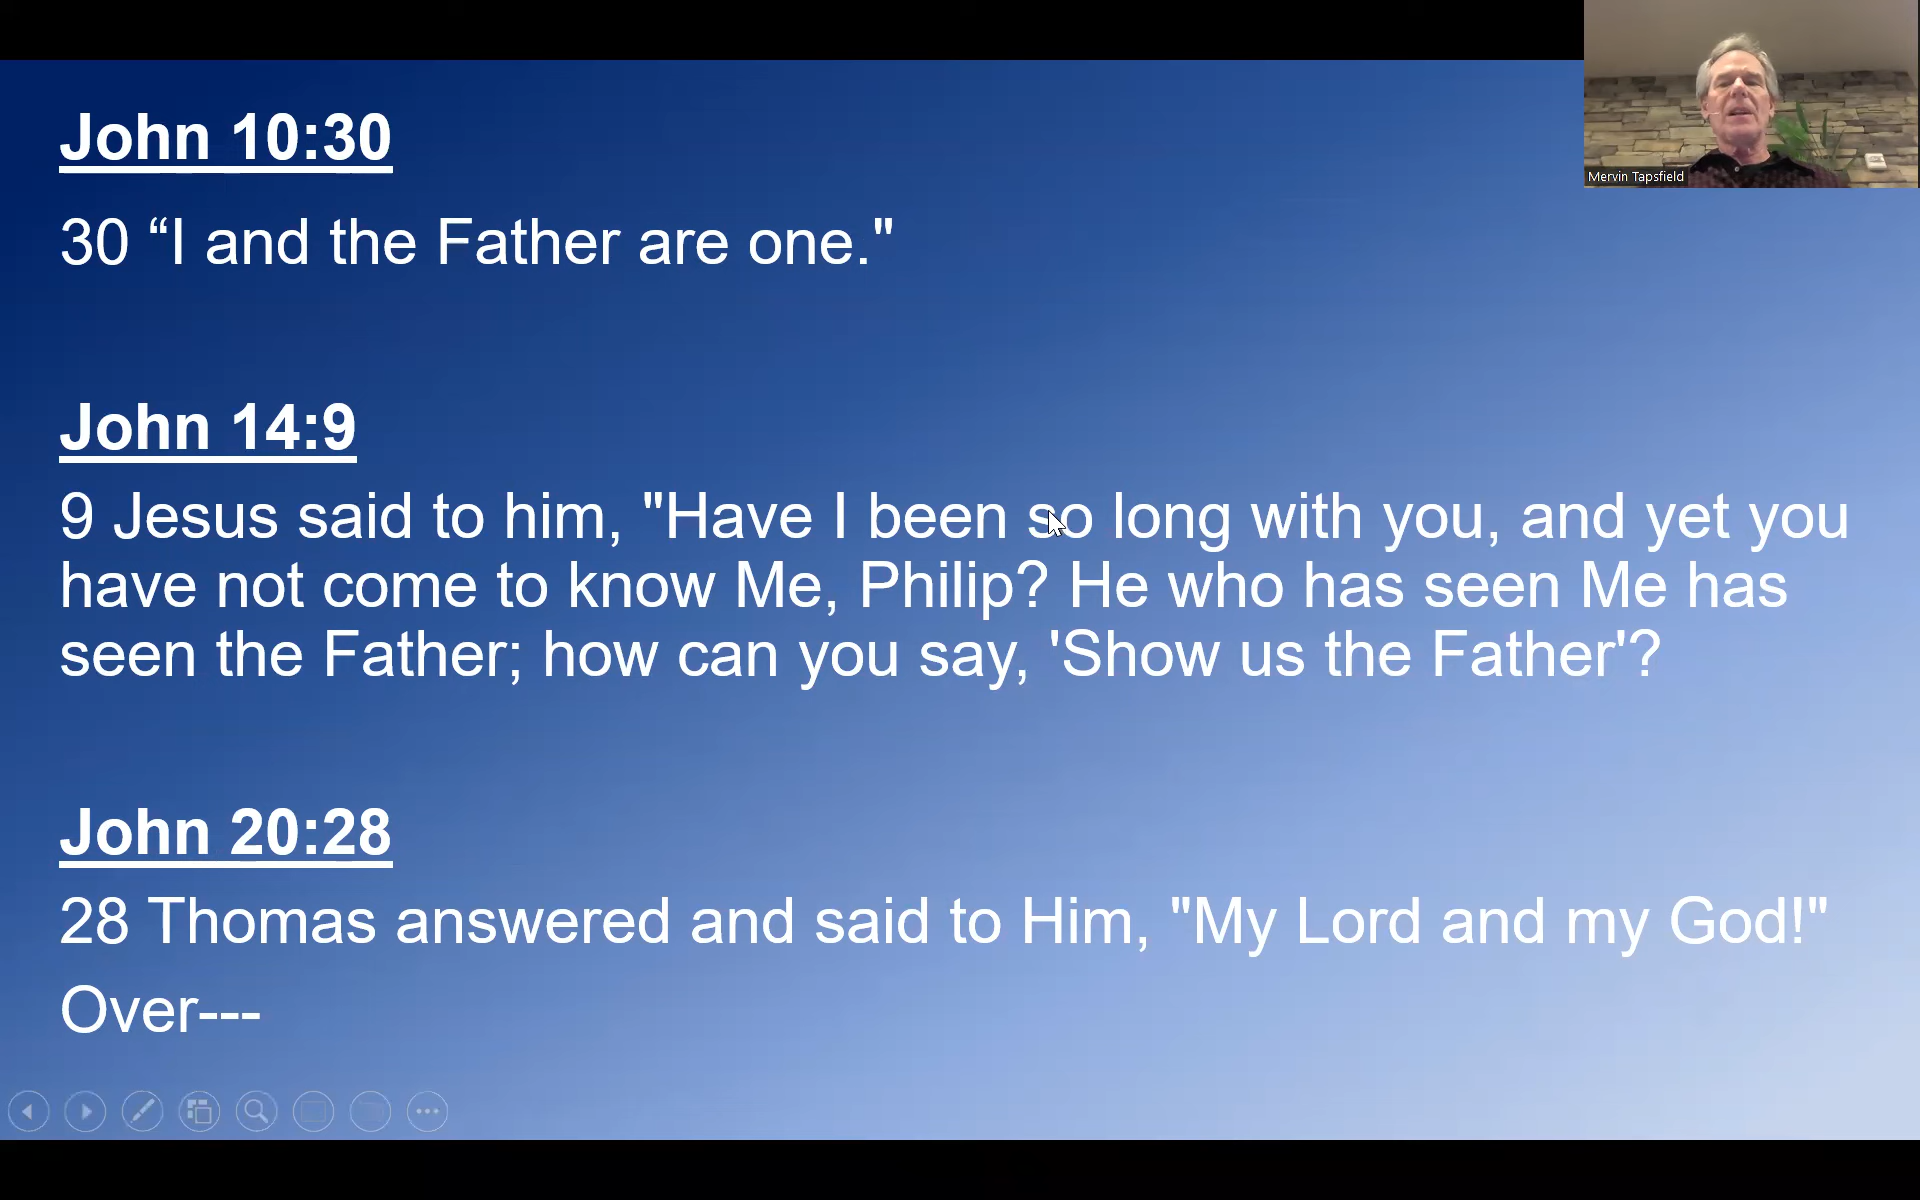 John 10:30
30 “I and the Father are one."
John 14:9
9 Jesus said to him, "Have I been so long with you, and yet you
have not come to know Me, Philip? He who has seen Me has
seen the Father; how can you say, 'Show us the Father'?
John 20:28
28 Thomas answered and said to Him, "My Lord and my God!"
Over---
Mervin Tapsfield